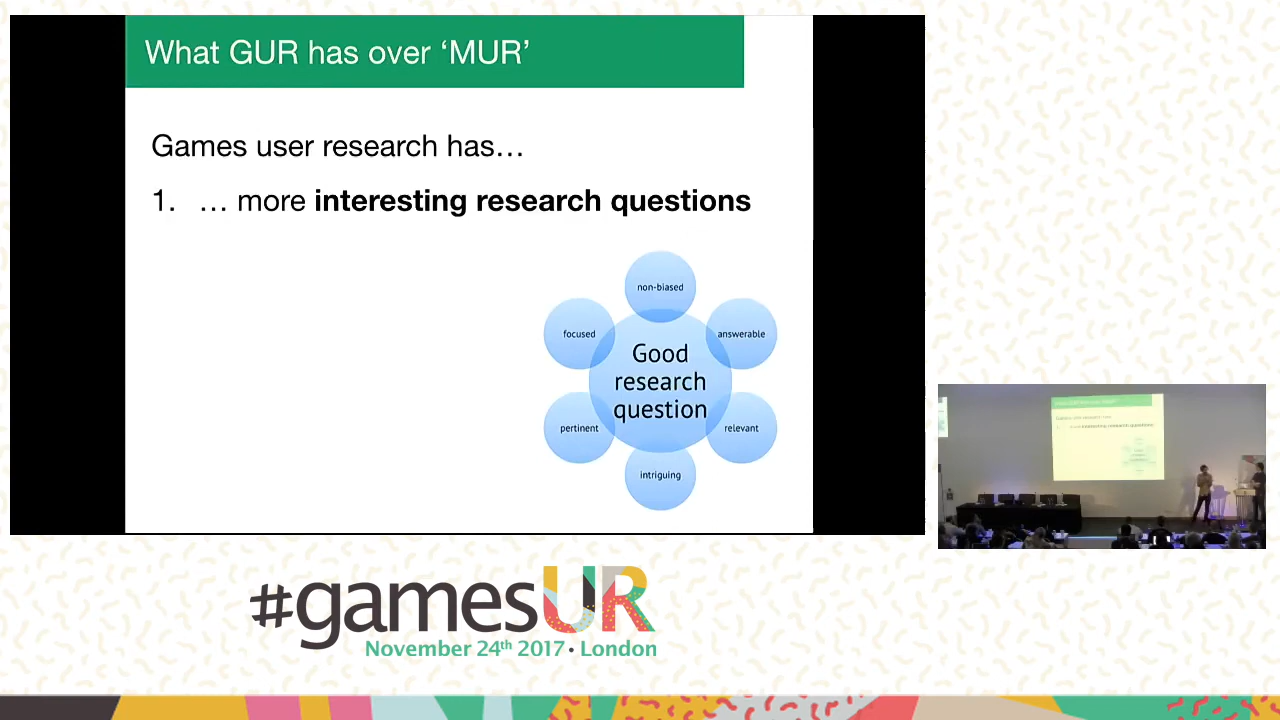 What GUR has over ‘MUR’
Games user research has…
1. … more interesting research questions
non-biased
focused
answerable
Good
research
question
pertinent
relevant
intriguing
#gamesUR
November 24th 2017 • London